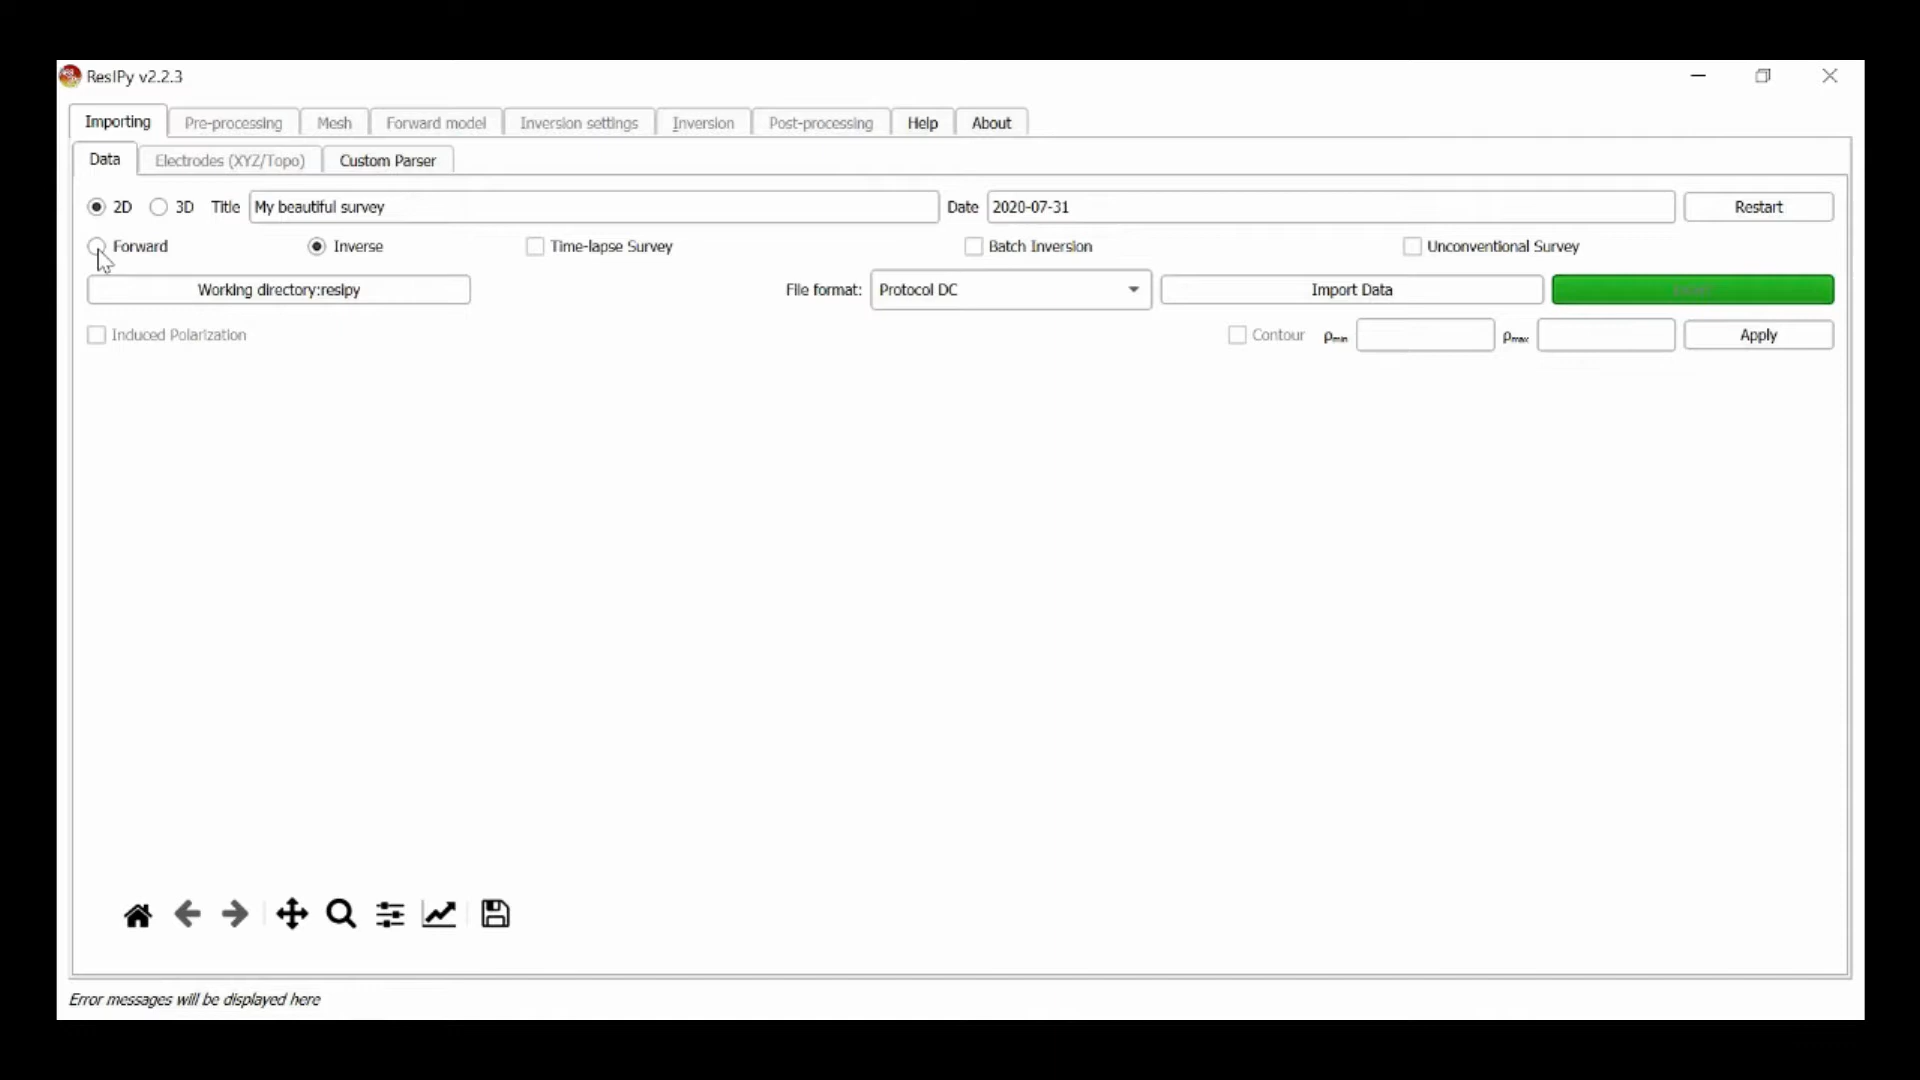 ResIPy v2.2.3
Importing Pre-processing Mesh Forward model Inversion settings Inversion Post-processing Help About
Data Electrodes (XYZ/Topo) Custom Parser
2D 3D Title My beautiful survey Date 2020-07-31 Restart
Forward Inverse Time-lapse Survey Batch Inversion Unconventional Survey
Working directory:resipy File format: Protocol DC Import Data
Induced Polarization Contour ρmin ρmax Apply
Error messages will be displayed here